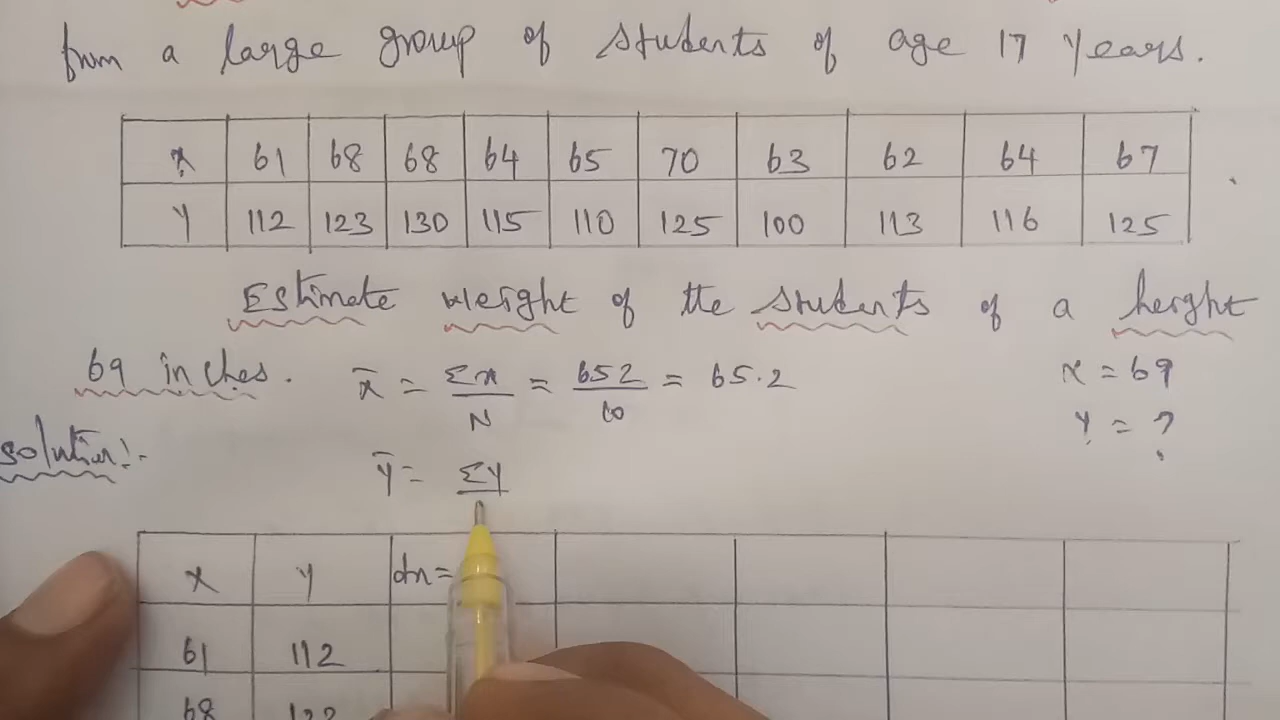 from a large group of students of age 17 years.
x 61 68 68 64 65 70 63 62 64 67
Y 112 123 130 115 110 125 100 113 116 125
Estimate weight of the students of a height
69 inches. x̄ = Σx/N = 652/10 = 65.2 x = 69
Y = ?
Solution:-
ȳ = Σy
x y dx =
61 112
68 123